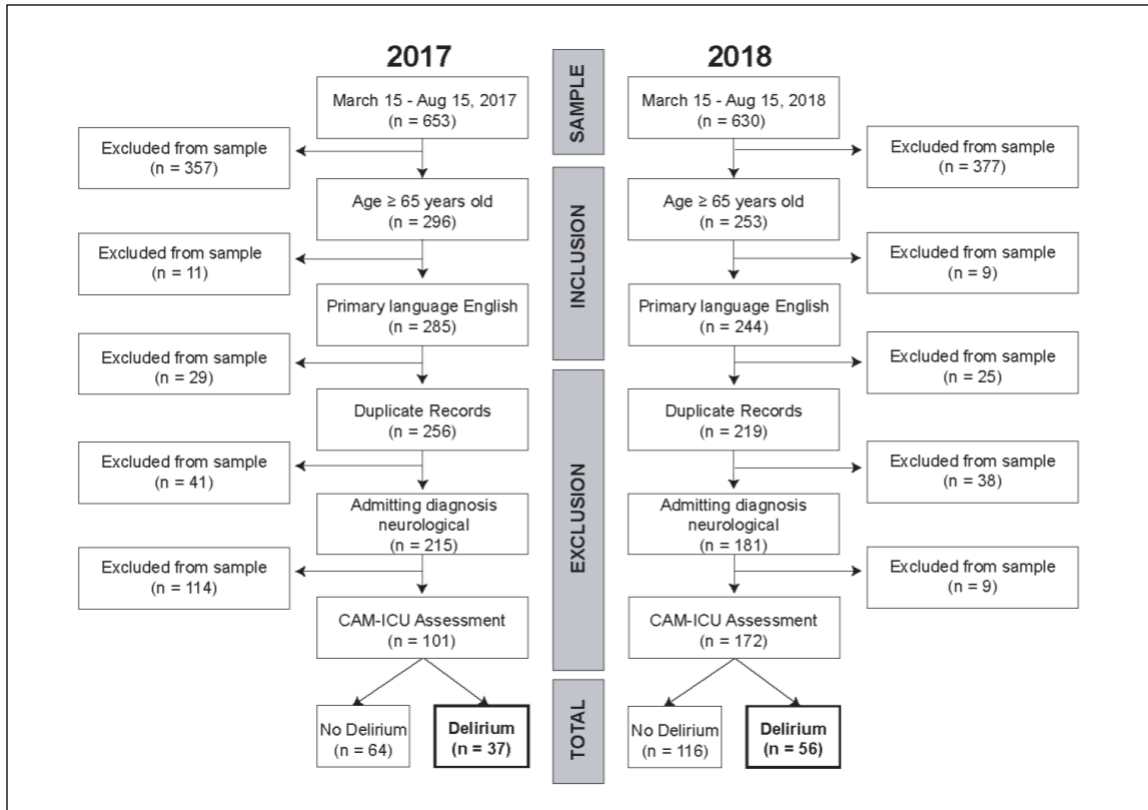 2017
March 15 - Aug 15, 2017
(n = 653)
Excluded from sample
(n = 357)
Age ≥ 65 years old
(n = 296)
Excluded from sample
(n = 11)
Primary language English
(n = 285)
Excluded from sample
(n = 29)
Duplicate Records
(n = 256)
Excluded from sample
(n = 41)
Admitting diagnosis
neurological
(n = 215)
Excluded from sample
(n = 114)
CAM-ICU Assessment
(n = 101)
No Delirium
(n = 64)
Delirium
(n = 37)
SAMPLE
INCLUSION
EXCLUSION
TOTAL
2018
March 15 - Aug 15, 2018
(n = 630)
Excluded from sample
(n = 377)
Age ≥ 65 years old
(n = 253)
Excluded from sample
(n = 9)
Primary language English
(n = 244)
Excluded from sample
(n = 25)
Duplicate Records
(n = 219)
Excluded from sample
(n = 38)
Admitting diagnosis
neurological
(n = 181)
Excluded from sample
(n = 9)
CAM-ICU Assessment
(n = 172)
No Delirium
(n = 116)
Delirium
(n = 56)